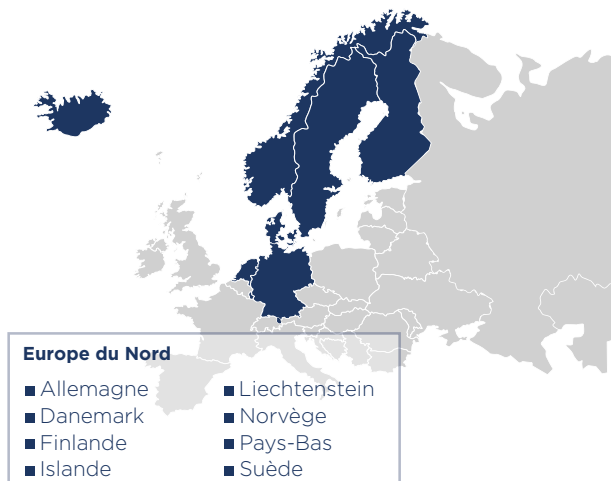 Europe du Nord
Allemagne
Danemark
Finlande
Islande
Liechtenstein
Norvège
Pays-Bas
Suède